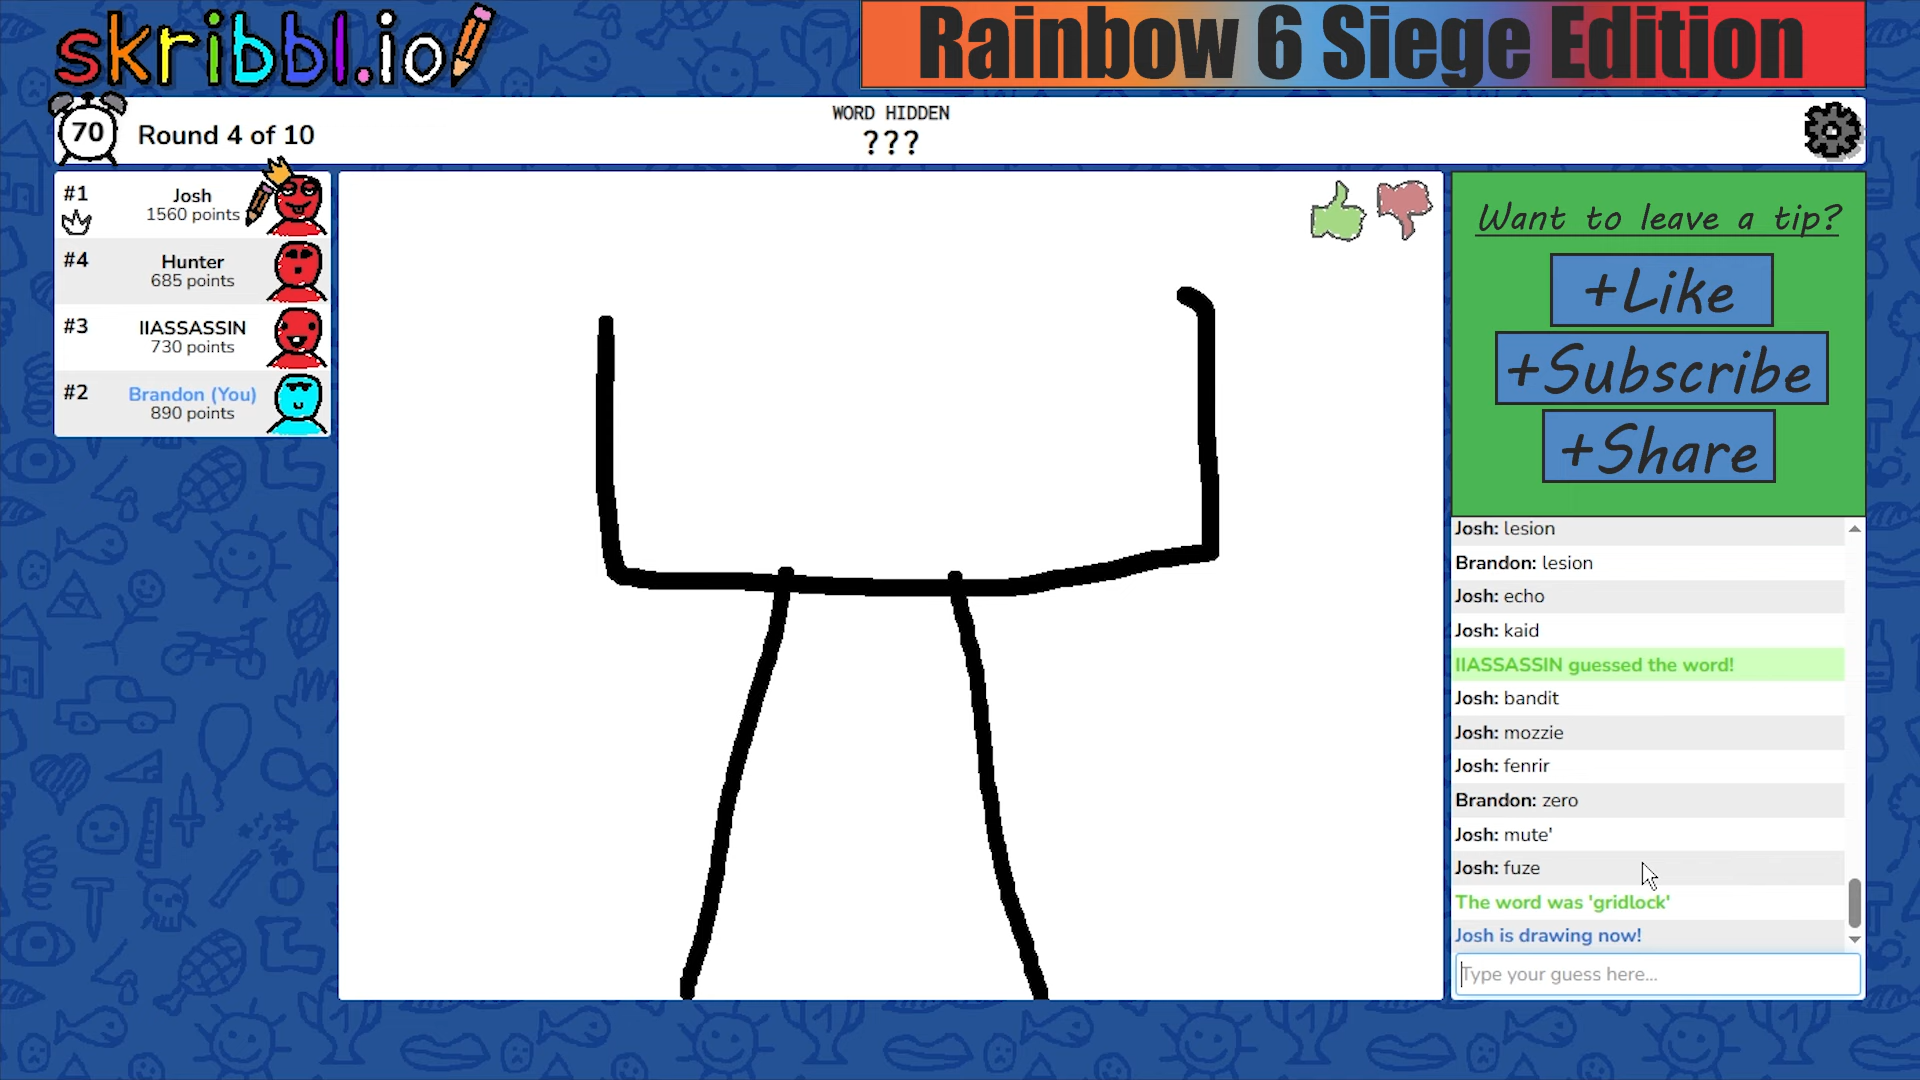 skribbl.io
Rainbow 6 Siege Edition
70
Round 4 of 10
WORD HIDDEN
???
#1
Josh
1560 points
#4
Hunter
685 points
#3
IIASSASSIN
730 points
#2
Brandon (You)
890 points
Want to leave a tip?
+Like
+Subscribe
+Share
Josh: lesion
Brandon: lesion
Josh: echo
Josh: kaid
IIASSASSIN guessed the word!
Josh: bandit
Josh: mozzie
Josh: fenrir
Brandon: zero
Josh: mute'
Josh: fuze
The word was 'gridlock'
Josh is drawing now!
Type your guess here...